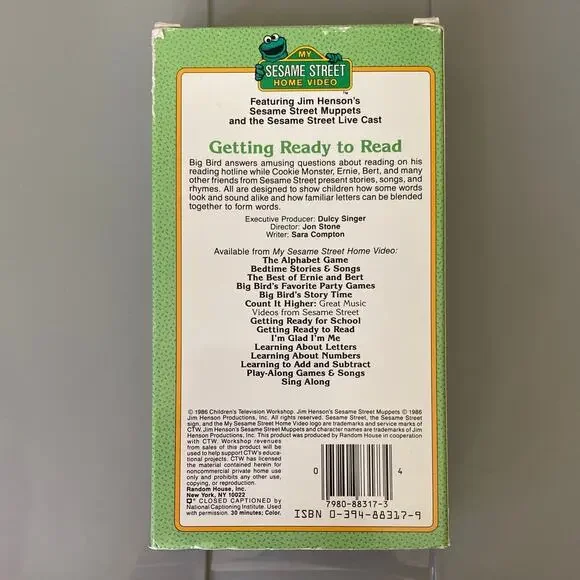 MY
SESAME STREET
HOME VIDEO
™
Featuring Jim Henson's
Sesame Street Muppets
and the Sesame Street Live Cast
Getting Ready to Read
Big Bird answers amusing questions about reading on his
reading hotline while Cookie Monster, Ernie, Bert, and many
other friends from Sesame Street present stories, songs, and
rhymes. All are designed to show children how some words
look and sound alike and how familiar letters can be blended
together to form words.
Executive Producer: Dulcy Singer
Director: Jon Stone
Writer: Sara Compton
Available from My Sesame Street Home Video:
The Alphabet Game
Bedtime Stories & Songs
The Best of Ernie and Bert
Big Bird's Favorite Party Games
Big Bird's Story Time
Count It Higher: Great Music
Videos from Sesame Street
Getting Ready for School
Getting Ready to Read
I'm Glad I'm Me
Learning About Letters
Learning About Numbers
Learning to Add and Subtract
Play-Along Games & Songs
Sing Along
© 1986 Children's Television Workshop. Jim Henson's Sesame Street Muppets © 1986
Jim Henson Productions, Inc. All rights reserved. Sesame Street, the Sesame Street
sign, and the My Sesame Street Home Video logo are trademarks and service marks of
CTW. Jim Henson's Sesame Street Muppets and character names are trademarks of Jim
Henson Productions, Inc. This product was produced by Random House in cooperation
with CTW. Workshop revenues
from sales of this product will be
used to help support CTW's educa-
tional projects. CTW has licensed
the material contained herein for
noncommercial private home use
only and prohibits any other use,
copying, or reproduction.
Random House, Inc.
New York, NY 10022
CLOSED CAPTIONED by
National Captioning Institute. Used
with permission. 30 minutes; Color.
0 4
7980-88317-3
ISBN 0-394-88317-9